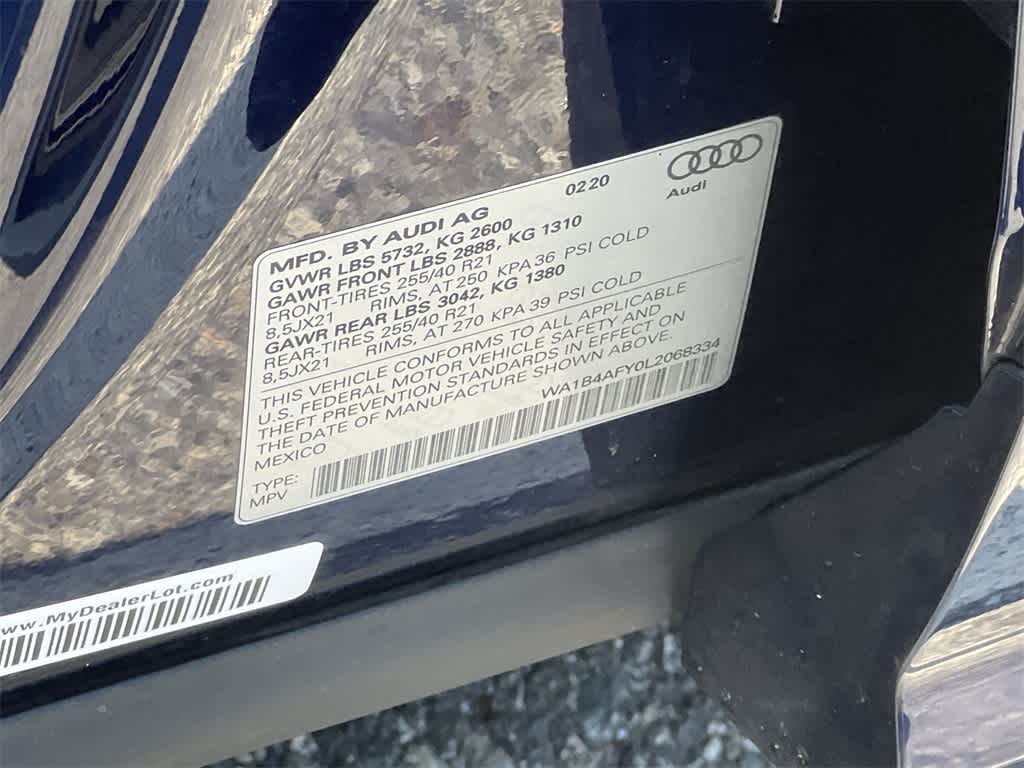 0220
Audi
MFD. BY AUDI AG
GVWR LBS 5732, KG 2600
GAWR FRONT LBS 2888, KG 1310
FRONT-TIRES 255/40 R21
8,5JX21 RIMS, AT 250 KPA 36 PSI COLD
GAWR REAR LBS 3042, KG 1380
REAR-TIRES 255/40 R21
8,5JX21 RIMS, AT 270 KPA 39 PSI COLD
THIS VEHICLE CONFORMS TO ALL APPLICABLE
U.S. FEDERAL MOTOR VEHICLE SAFETY AND
THEFT PREVENTION STANDARDS IN EFFECT ON
THE DATE OF MANUFACTURE SHOWN ABOVE.
MEXICO
WA1B4AFY0L2068334
TYPE:
MPV
ww.MyDealerLot.com